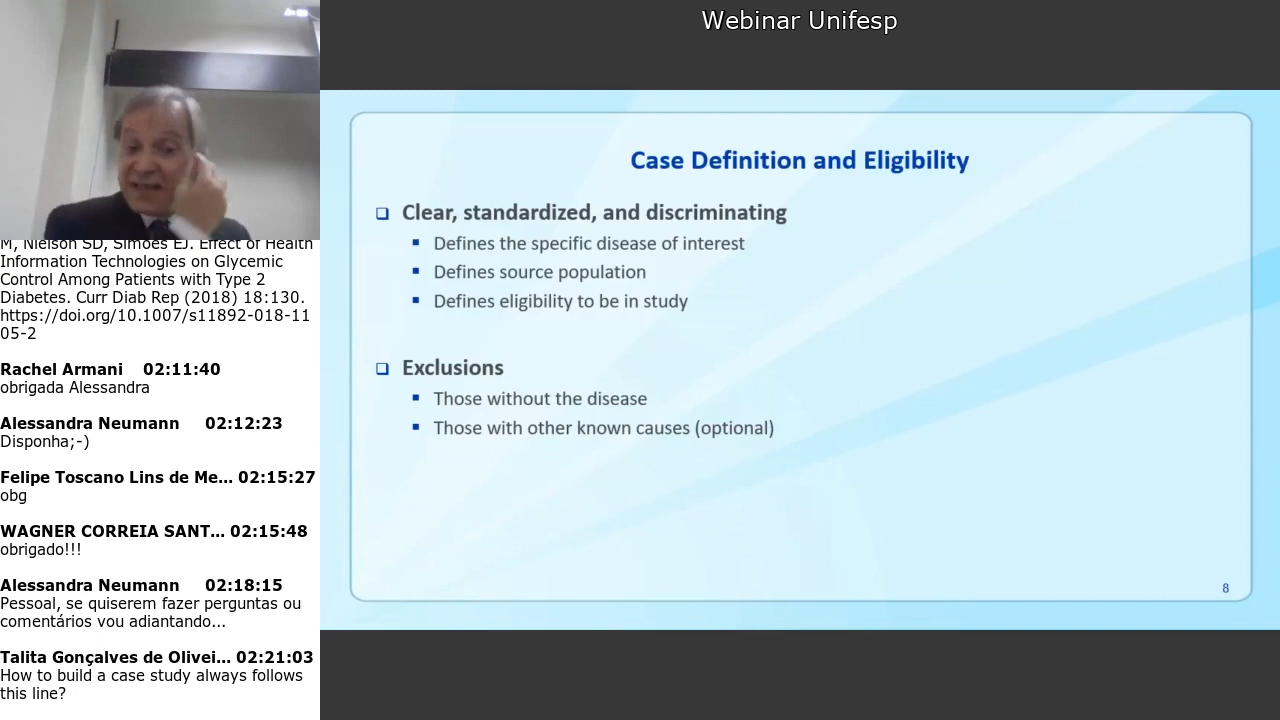 Webinar Unifesp
M, Nielson SD, Simoes EJ. Effect of Health
Information Technologies on Glycemic
Control Among Patients with Type 2
Diabetes. Curr Diab Rep (2018) 18:130.
https://doi.org/10.1007/s11892-018-11
05-2
Rachel Armani 02:11:40
obrigada Alessandra
Alessandra Neumann 02:12:23
Disponha;-)
Felipe Toscano Lins de Me... 02:15:27
obg
WAGNER CORREIA SANT... 02:15:48
obrigado!!!
Alessandra Neumann 02:18:15
Pessoal, se quiserem fazer perguntas ou
comentários vou adiantando...
Talita Gonçalves de Olivei... 02:21:03
How to build a case study always follows
this line?
Case Definition and Eligibility
Clear, standardized, and discriminating
Defines the specific disease of interest
Defines source population
Defines eligibility to be in study
Exclusions
Those without the disease
Those with other known causes (optional)
8